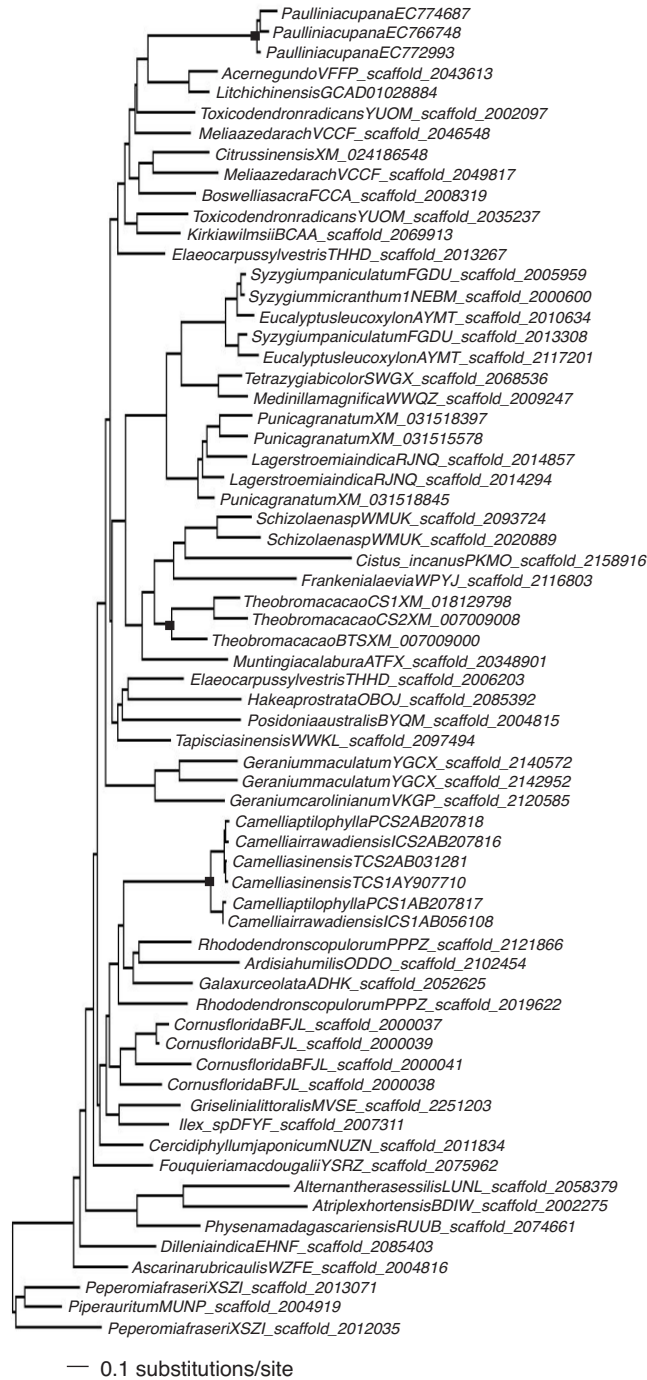 PaulliniacupanaEC774687
PaulliniacupanaEC766748
PaulliniacupanaEC772993
AcernegundoVFFP_scaffold_2043613
LitchichinensisGCAD01028884
ToxicodendronradicansYUOM_scaffold_2002097
MeliaazedarachVCCF_scaffold_2046548
CitrussinensisXM_024186548
MeliaazedarachVCCF_scaffold_2049817
BoswelliasacraFCCA_scaffold_2008319
ToxicodendronradicansYUOM_scaffold_2035237
KirkiawilmsiiBCAA_scaffold_2069913
ElaeocarpussylvestrisTHHD_scaffold_2013267
SyzygiumpaniculatumFGDU_scaffold_2005959
Syzygiummicranthum1NEBM_scaffold_2000600
EucalyptusleucoxylonAYMT_scaffold_2010634
SyzygiumpaniculatumFGDU_scaffold_2013308
EucalyptusleucoxylonAYMT_scaffold_2117201
TetrazygiabicolorSWGX_scaffold_2068536
MedinillamagnificaWWQZ_scaffold_2009247
PunicagranatumXM_031518397
PunicagranatumXM_031515578
LagerstroemiaindicaRJNQ_scaffold_2014857
LagerstroemiaindicaRJNQ_scaffold_2014294
PunicagranatumXM_031518845
SchizolaenaspWMUK_scaffold_2093724
SchizolaenaspWMUK_scaffold_2020889
Cistus_incanusPKMO_scaffold_2158916
FrankenialaeviaWPYJ_scaffold_2116803
TheobromacacaoCS1XM_018129798
TheobromacacaoCS2XM_007009008
TheobromacacaoBTSXM_007009000
MuntingiacalaburaATFX_scaffold_20348901
ElaeocarpussylvestrisTHHD_scaffold_2006203
HakeaprostrataOBOJ_scaffold_2085392
PosidoniaaustralisBYQM_scaffold_2004815
TapisciasinensisWWKL_scaffold_2097494
GeraniummaculatumYGCX_scaffold_2140572
GeraniummaculatumYGCX_scaffold_2142952
GeraniumcarolinianumVKGP_scaffold_2120585
CamelliaptilophyllaPCS2AB207818
CamelliairrawadiensisICS2AB207816
CamelliasinensisTCS2AB031281
CamelliasinensisTCS1AY907710
CamelliaptilophyllaPCS1AB207817
CamelliairrawadiensisICS1AB056108
RhododendronscopulorumPPPZ_scaffold_2121866
ArdisiahumilisODDO_scaffold_2102454
GalaxurceolataADHK_scaffold_2052625
RhododendronscopulorumPPPZ_scaffold_2019622
CornusfloridaBFJL_scaffold_2000037
CornusfloridaBFJL_scaffold_2000039
CornusfloridaBFJL_scaffold_2000041
CornusfloridaBFJL_scaffold_2000038
GriselinialittoralisMVSE_scaffold_2251203
Ilex_spDFYF_scaffold_2007311
CercidiphyllumjaponicumNUZN_scaffold_2011834
FouquieriamacdougaliiYSRZ_scaffold_2075962
AlternantherasessilisLUNL_scaffold_2058379
AtriplexhortensisBDIW_scaffold_2002275
PhysenamadagascariensisRUUB_scaffold_2074661
DilleniaindicaEHNF_scaffold_2085403
AscarinarubricaulisWZFE_scaffold_2004816
PeperomiafraseriXSZI_scaffold_2013071
PiperauritumMUNP_scaffold_2004919
PeperomiafraseriXSZI_scaffold_2012035
0.1 substitutions/site